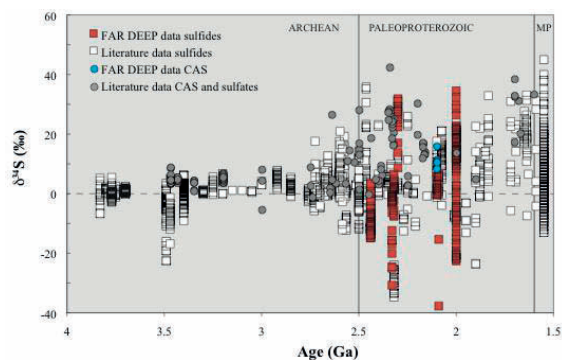 60
40
20
0
-20
-40
δ³⁴S (‰)
ARCHEAN
PALEOPROTEROZOIC
MP
FAR DEEP data sulfides
Literature data sulfides
FAR DEEP data CAS
Literature data CAS and sulfates
4
3.5
3
2.5
2
1.5
Age (Ga)